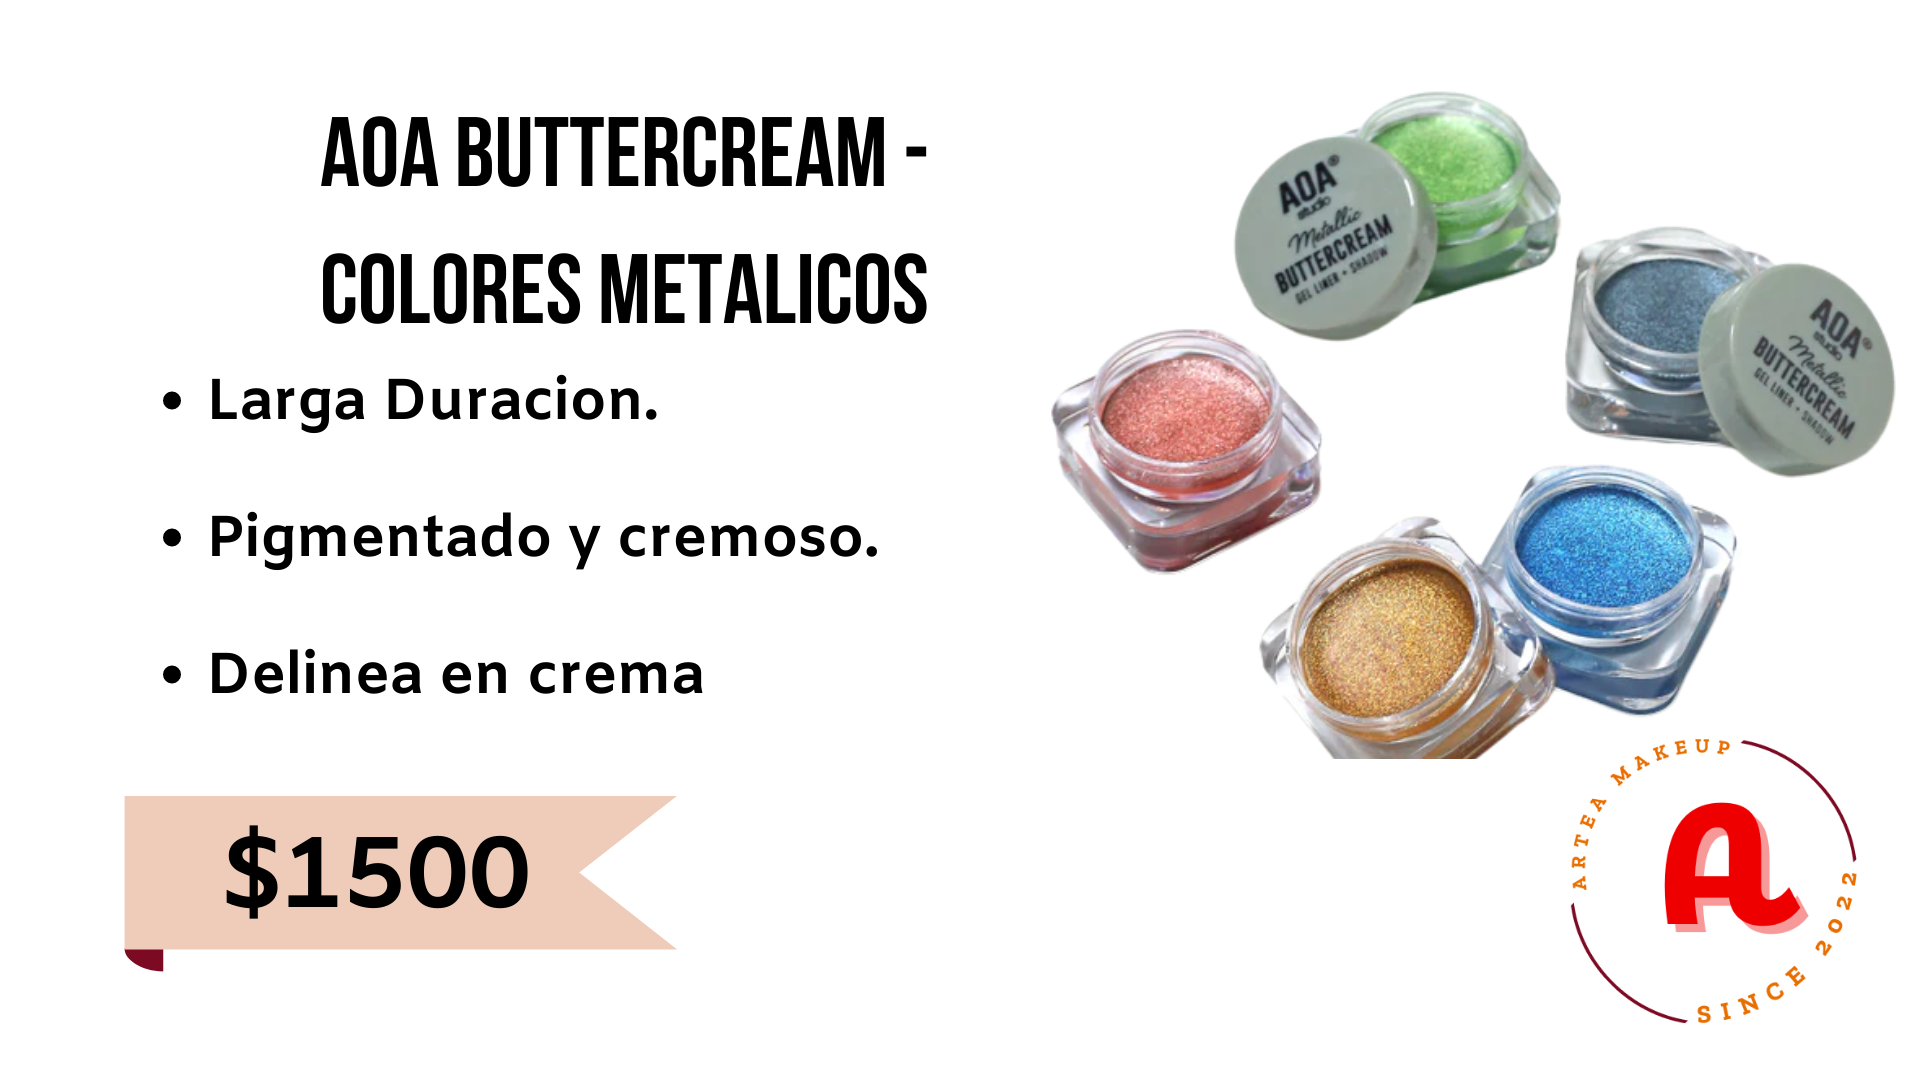 AOA BUTTERCREAM -
COLORES METALICOS
• Larga Duracion.
• Pigmentado y cremoso.
• Delinea en crema
$1500
AOA®
studio
Metallic
BUTTERCREAM
GEL LINER + SHADOW
AOA®
studio
Metallic
BUTTERCREAM
GEL LINER + SHADOW
ARTEA MAKEUP
A
SINCE 2022